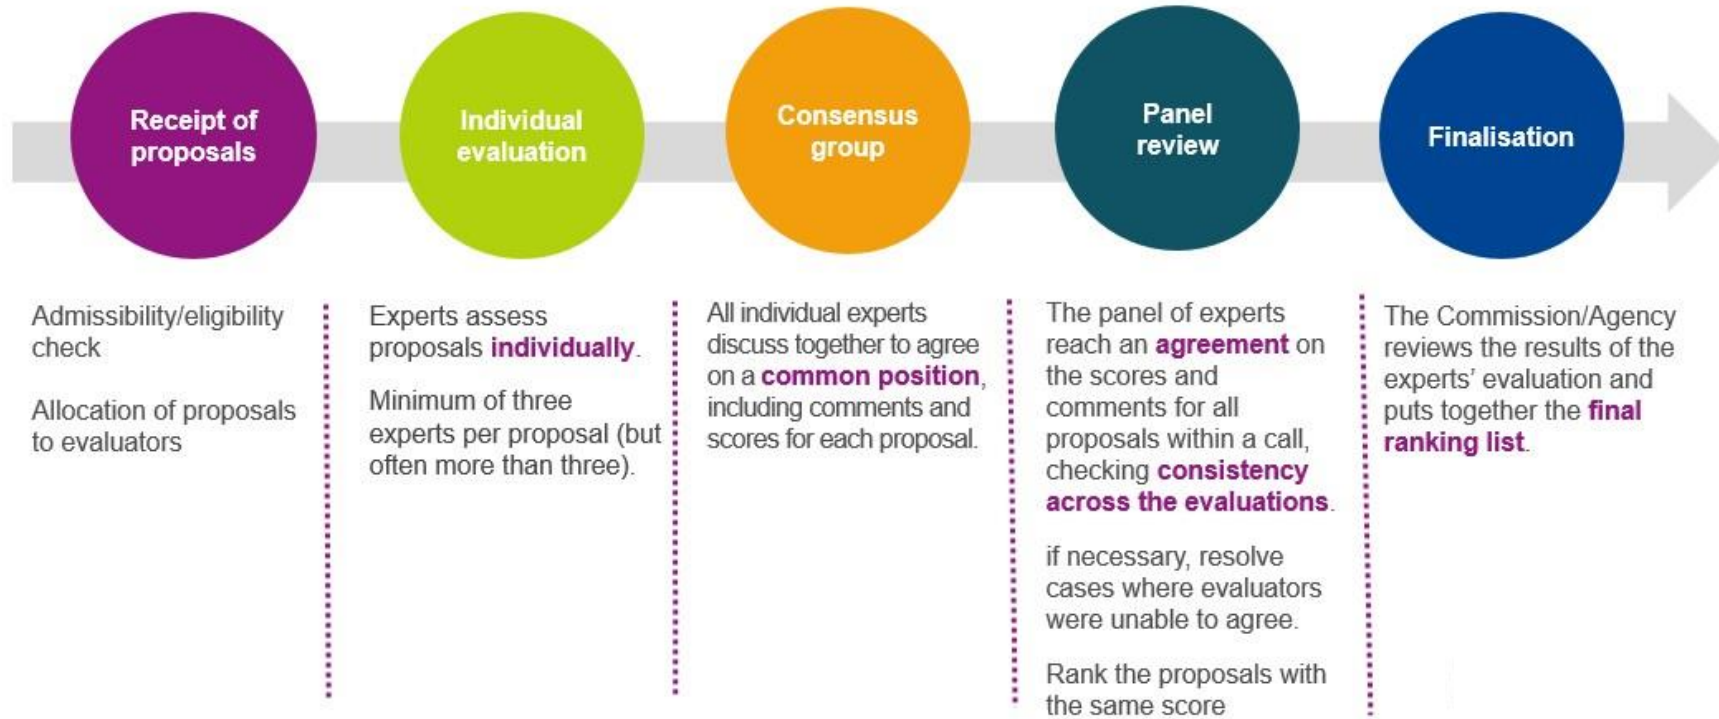 Receipt of
proposals
Individual
evaluation
Consensus
group
Panel
review
Finalisation
Admissibility/eligibility
check
Allocation of proposals
to evaluators
Experts assess
proposals individually.
Minimum of three
experts per proposal (but
often more than three).
All individual experts
discuss together to agree
on a common position,
including comments and
scores for each proposal.
The panel of experts
reach an agreement on
the scores and
comments for all
proposals within a call,
checking consistency
across the evaluations.
if necessary, resolve
cases where evaluators
were unable to agree.
Rank the proposals with
the same score
The Commission/Agency
reviews the results of the
experts’ evaluation and
puts together the final
ranking list.